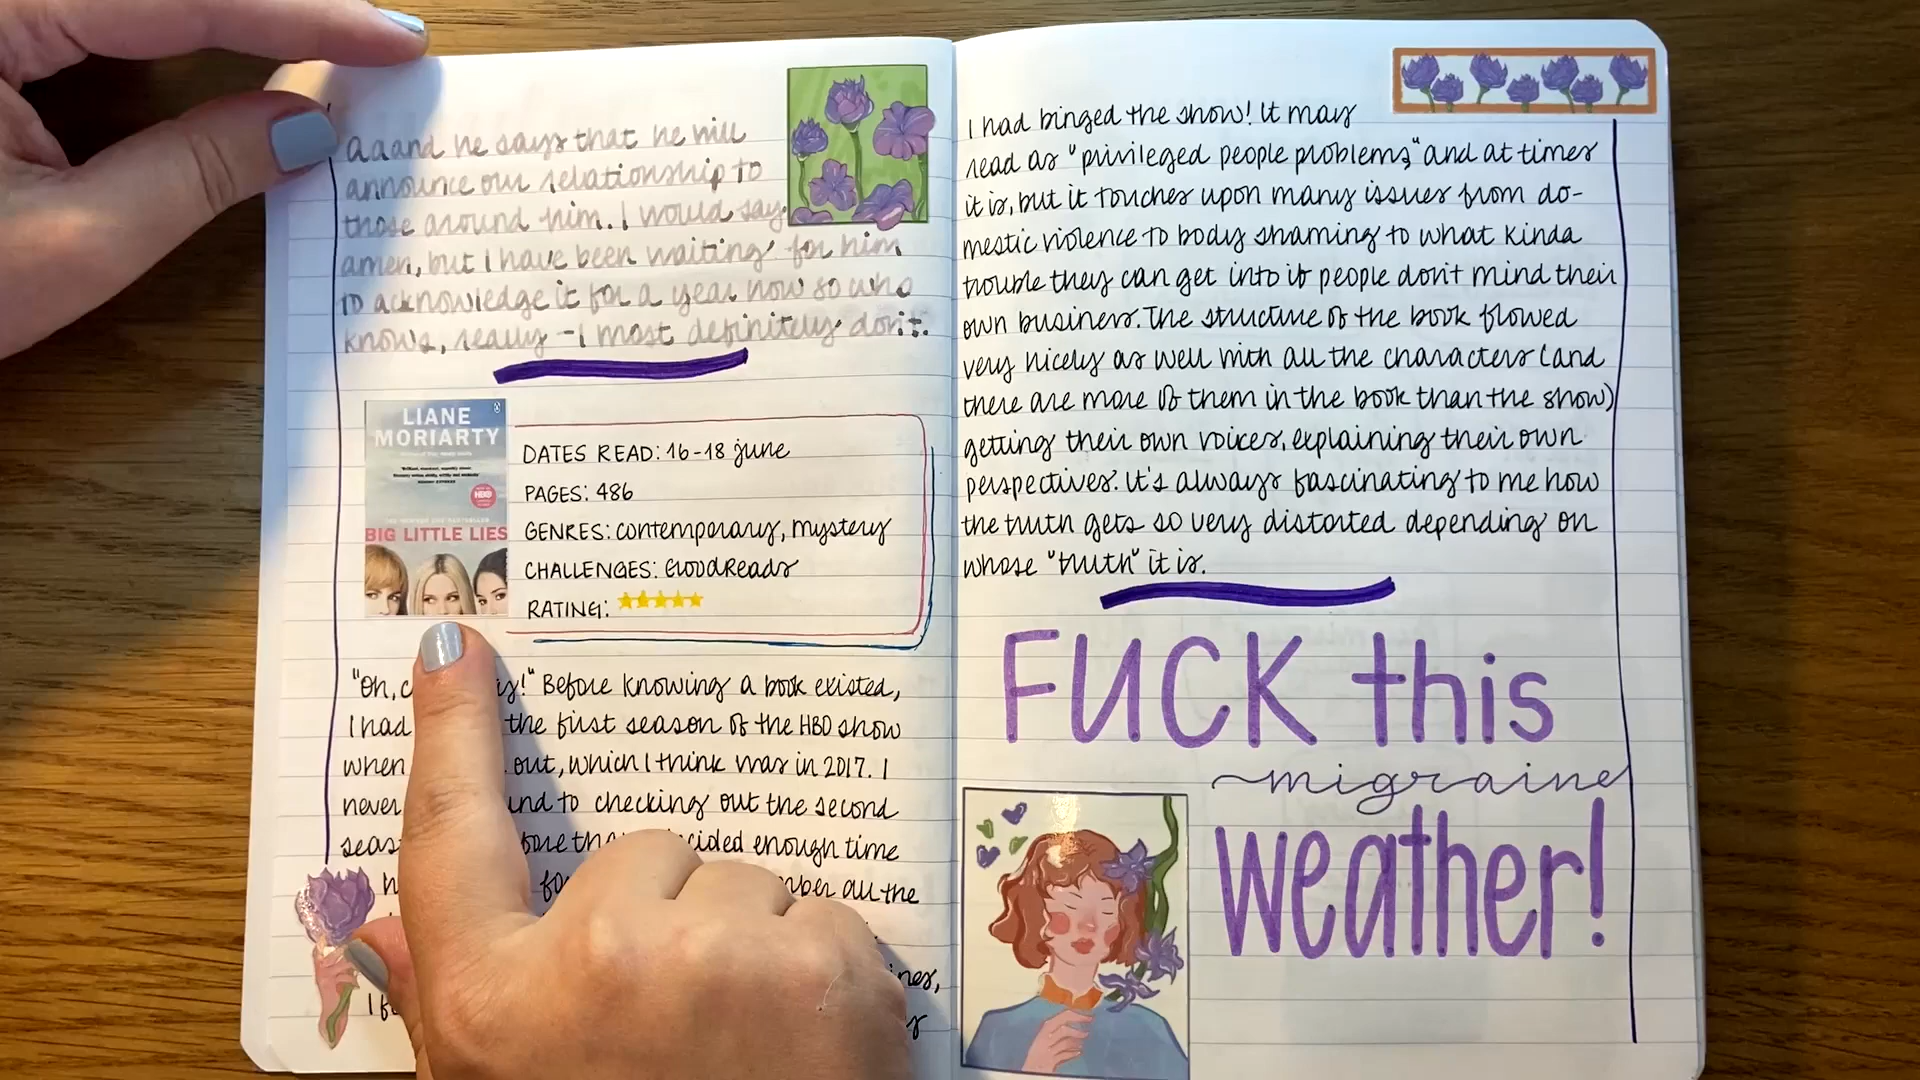 aaand he says that he will
announce our relationship to
those around him. I would say
amen, but I have been waiting for him
to acknowledge it for a year now so who
knows, really - I most definitely don't.
LIANE
MORIARTY
HBO
BIG LITTLE LIES
DATES READ: 16-18 june
PAGES: 486
GENRES: contemporary, mystery
CHALLENGES: GloodReads
RATING:
"Oh, !" Before knowing a book existed,
I had the first season of the HBO show
when out, which I think was in 2017. I
never to checking out the second
enough time
all the
I had binged the show! It may
read as "privileged people problems," and at times
it is, but it touches upon many issues from do-
mestic violence to body shaming to what kinda
trouble they can get into if people don't mind their
own business. The structure of the book flowed
very nicely as well with all the characters (and
there are more of them in the book than the show)
getting their own voices, explaining their own
perspectives. It's always fascinating to me how
the truth gets so very distorted depending on
whose "truth" it is.
FUCK this
migraine
weather!